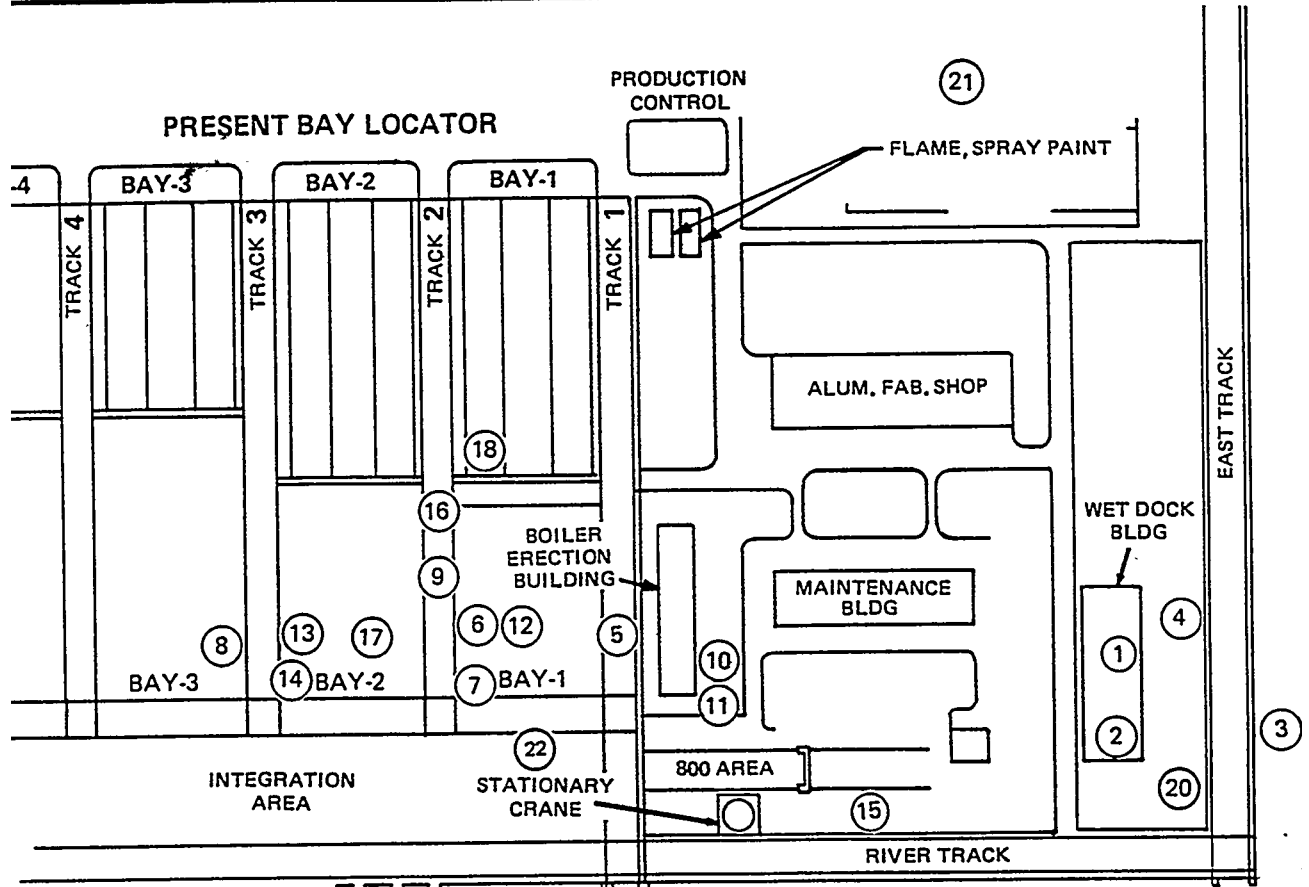 PRODUCTION
CONTROL
21
PRESENT BAY LOCATOR
FLAME, SPRAY PAINT
-4
BAY-3
BAY-2
BAY-1
TRACK 4
TRACK 3
TRACK 2
TRACK 1
ALUM. FAB. SHOP
EAST TRACK
18
16
WET DOCK
BLDG
BOILER
ERECTION
BUILDING
9
MAINTENANCE
BLDG
8
13
17
6
12
5
4
10
1
BAY-3
14
BAY-2
7
BAY-1
11
2
3
22
800 AREA
INTEGRATION
AREA
STATIONARY
CRANE
15
20
RIVER TRACK